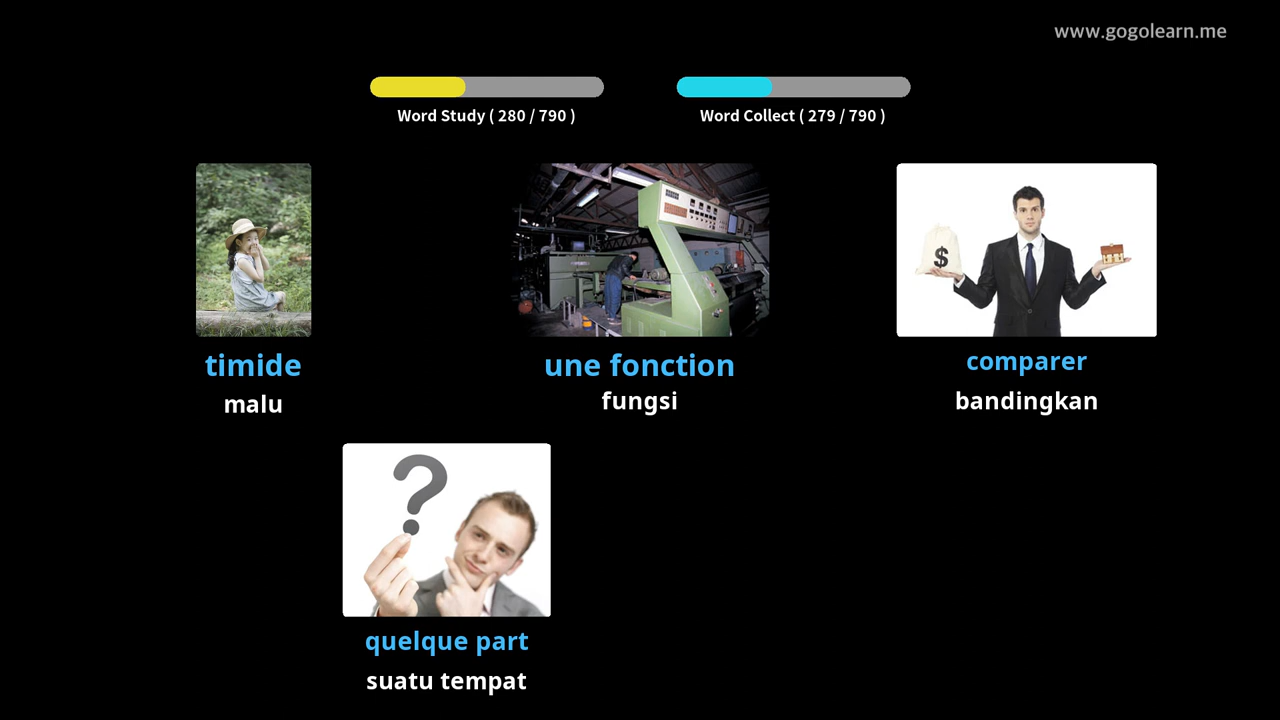 www.gogolearn.me
Word Study ( 280 / 790 )
Word Collect ( 279 / 790 )
$
timide
malu
une fonction
fungsi
comparer
bandingkan
?
quelque part
suatu tempat